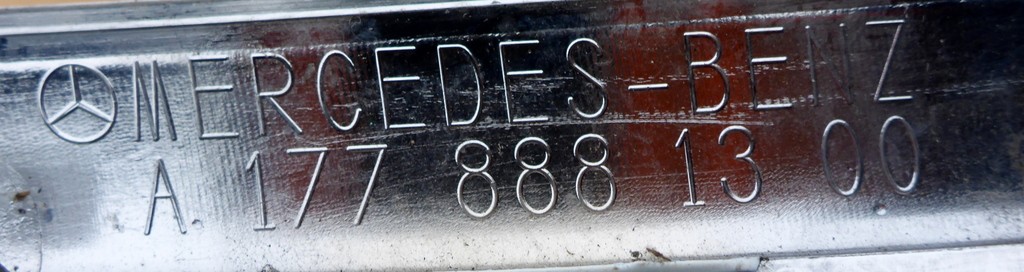 MERCEDES-BENZ
A 177 888 13 00